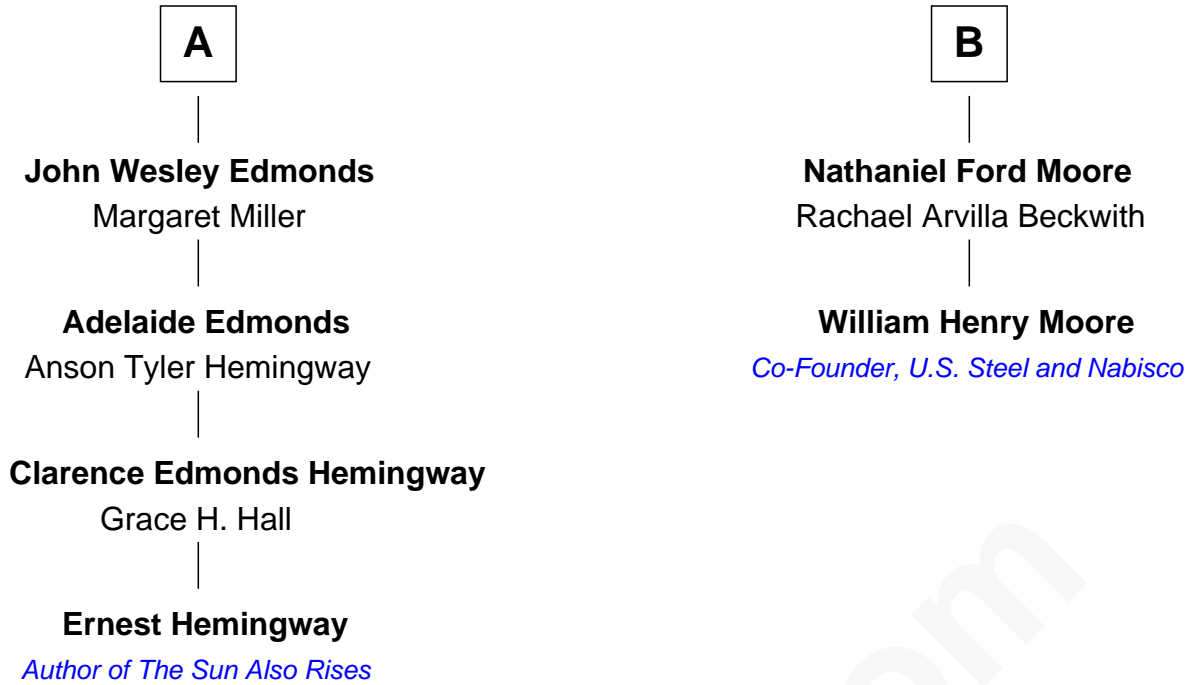 A
John Wesley Edmonds
Margaret Miller
Adelaide Edmonds
Anson Tyler Hemingway
Clarence Edmonds Hemingway
Grace H. Hall
Ernest Hemingway
Author of The Sun Also Rises
B
Nathaniel Ford Moore
Rachael Arvilla Beckwith
William Henry Moore
Co-Founder, U.S. Steel and Nabisco
om